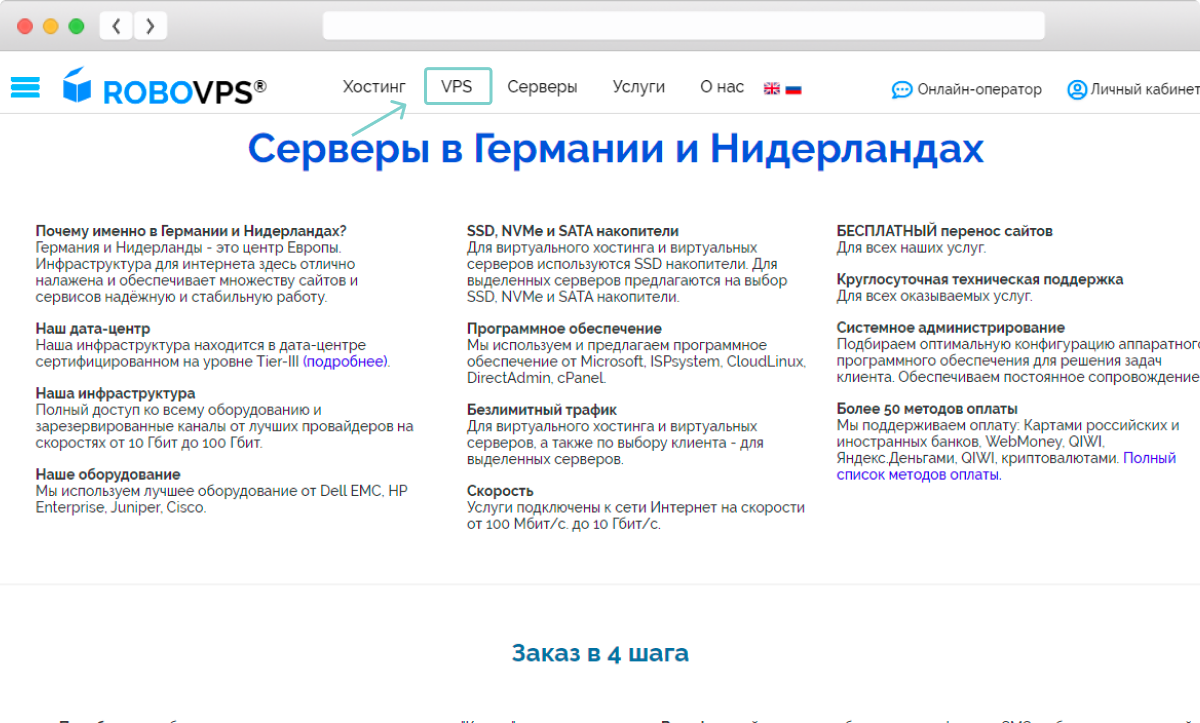 ROBOVPS®
Хостинг
VPS
Серверы
Услуги
О нас
Онлайн-оператор
Личный кабинет
Серверы в Германии и Нидерландах
Почему именно в Германии и Нидерландах?
Германия и Нидерланды - это центр Европы.
Инфраструктура для интернета здесь отлично
налажена и обеспечивает множеству сайтов и
сервисов надёжную и стабильную работу.
Наш дата-центр
Наша инфраструктура находится в дата-центре
сертифицированном на уровне Tier-III (подробнее).
Наша инфраструктура
Полный доступ ко всему оборудованию и
зарезервированные каналы от лучших провайдеров на
скоростях от 10 Гбит до 100 Гбит.
Наше оборудование
Мы используем лучшее оборудование от Dell EMC, HP
Enterprise, Juniper, Cisco.
SSD, NVMe и SATA накопители
Для виртуального хостинга и виртуальных
серверов используются SSD накопители. Для
выделенных серверов предлагаются на выбор
SSD, NVMe и SATA накопители.
Программное обеспечение
Мы используем и предлагаем программное
обеспечение от Microsoft, ISPsystem, CloudLinux,
DirectAdmin, cPanel.
Безлимитный трафик
Для виртуального хостинга и виртуальных
серверов, а также по выбору клиента - для
выделенных серверов.
Скорость
Услуги подключены к сети Интернет на скорости
от 100 Мбит/с. до 10 Гбит/с.
БЕСПЛАТНЫЙ перенос сайтов
Для всех наших услуг.
Круглосуточная техническая поддержка
Для всех оказываемых услуг.
Системное администрирование
Подбираем оптимальную конфигурацию аппаратного
программного обеспечения для решения задач
клиента. Обеспечиваем постоянное сопровождение
Более 50 методов оплаты
Мы поддерживаем оплату: Картами российских и
иностранных банков, WebMoney, QIWI,
Яндекс.Деньгами, QIWI, криптовалютами. Полный
список методов оплаты.
Заказ в 4 шага